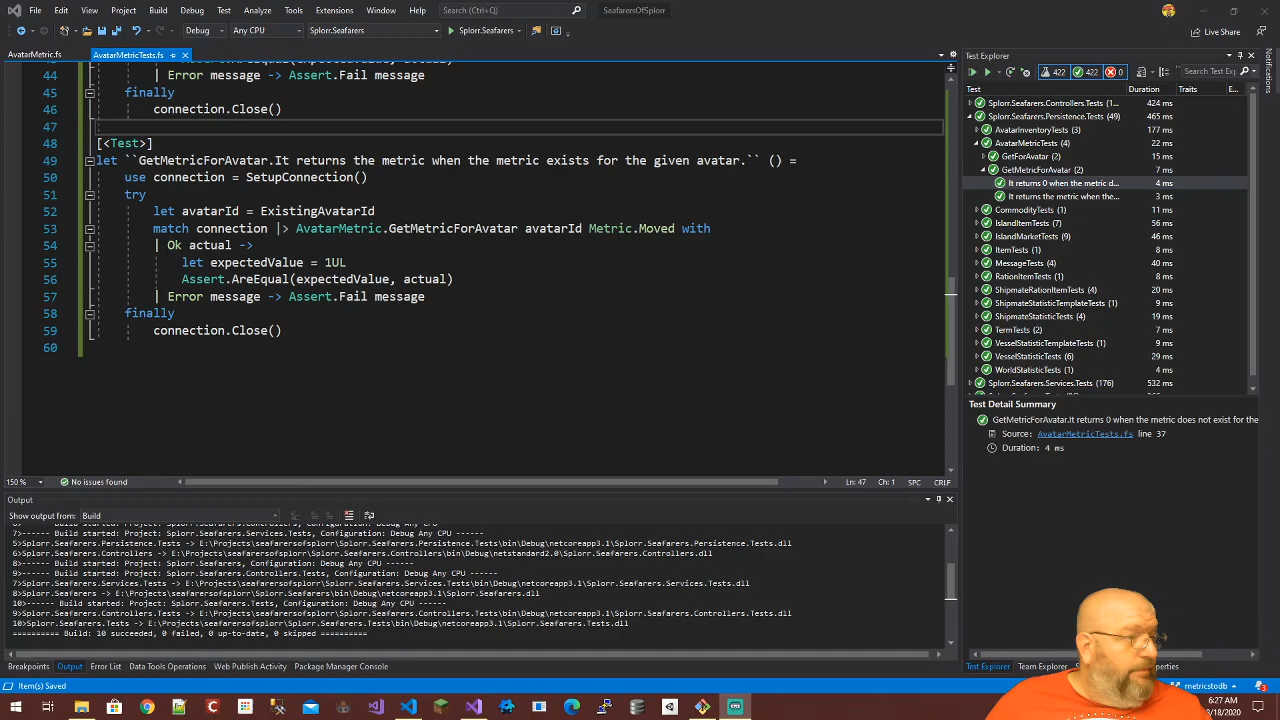 File Edit View Git Project Build Debug Test Analyze Tools Extensions Window Help Search (Ctrl+Q) SeafarersOfSplorr
Debug Any CPU Splorr.Seafarers Splorr.Seafarers Live Share
AvatarMetric.fs AvatarMetricTests.fs
44 | Error message -> Assert.Fail message
45 finally
46 connection.Close()
47
48 [<Test>]
49 let ``GetMetricForAvatar.It returns the metric when the metric exists for the given avatar.`` () =
50 use connection = SetupConnection()
51 try
52 let avatarId = ExistingAvatarId
53 match connection |> AvatarMetric.GetMetricForAvatar avatarId Metric.Moved with
54 | Ok actual ->
55 let expectedValue = 1UL
56 Assert.AreEqual(expectedValue, actual)
57 | Error message -> Assert.Fail message
58 finally
59 connection.Close()
60
150 % No issues found Ln: 47 Ch: 1 SPC CRLF
Output
Show output from: Build
7>------ Build started: Project: Splorr.Seafarers.Services.Tests, Configuration: Debug Any CPU ------
5>Splorr.Seafarers.Persistence.Tests -> E:\Projects\seafarersofsplorr\Splorr.Seafarers.Persistence.Tests\bin\Debug\netcoreapp3.1\Splorr.Seafarers.Persistence.Tests.dll
6>Splorr.Seafarers.Controllers -> E:\Projects\seafarersofsplorr\Splorr.Seafarers.Controllers\bin\Debug\netstandard2.0\Splorr.Seafarers.Controllers.dll
8>------ Build started: Project: Splorr.Seafarers, Configuration: Debug Any CPU ------
9>------ Build started: Project: Splorr.Seafarers.Controllers.Tests, Configuration: Debug Any CPU ------
7>Splorr.Seafarers.Services.Tests -> E:\Projects\seafarersofsplorr\Splorr.Seafarers.Services.Tests\bin\Debug\netcoreapp3.1\Splorr.Seafarers.Services.Tests.dll
8>Splorr.Seafarers -> E:\Projects\seafarersofsplorr\Splorr.Seafarers\bin\Debug\netcoreapp3.1\Splorr.Seafarers.dll
10>------ Build started: Project: Splorr.Seafarers.Tests, Configuration: Debug Any CPU ------
9>Splorr.Seafarers.Controllers.Tests -> E:\Projects\seafarersofsplorr\Splorr.Seafarers.Controllers.Tests\bin\Debug\netcoreapp3.1\Splorr.Seafarers.Controllers.Tests.dll
10>Splorr.Seafarers.Tests -> E:\Projects\seafarersofsplorr\Splorr.Seafarers.Tests\bin\Debug\netcoreapp3.1\Splorr.Seafarers.Tests.dll
========== Build: 10 succeeded, 0 failed, 0 up-to-date, 0 skipped ==========
Breakpoints Output Error List Data Tools Operations Web Publish Activity Package Manager Console
Item(s) Saved
Test Explorer
422 422 0 Search Test Exp
Test Duration Traits E...
Splorr.Seafarers.Controllers.Tests 424 ms
Splorr.Seafarers.Persistence.Tests (49) 465 ms
AvatarInventoryTests (3) 177 ms
AvatarMetricTests (4) 22 ms
GetForAvatar (2) 15 ms
GetMetricForAvatar (2) 7 ms
It returns 0 when the metric d... 4 ms
It returns the metric when the... 3 ms
CommodityTests (1) 11 ms
IslandItemTests (7) 36 ms
IslandMarketTests (9) 46 ms
ItemTests (1) 8 ms
MessageTests (4) 40 ms
RationItemTests (1) 8 ms
ShipmateRationItemTests (4) 20 ms
ShipmateStatisticTemplateTests (1) 9 ms
ShipmateStatisticTests (4) 19 ms
TermTests (2) 7 ms
VesselStatisticTemplateTests (1) 9 ms
VesselStatisticTests (6) 29 ms
WorldStatisticTests (1) 4 ms
Splorr.Seafarers.Services.Tests (176) 532 ms
Test Detail Summary
GetMetricForAvatar.It returns 0 when the metric does not exist for the
Source: AvatarMetricTests.fs line 37
Duration: 4 ms
Test Explorer Team Explorer
metricstodb 3
6:27 AM